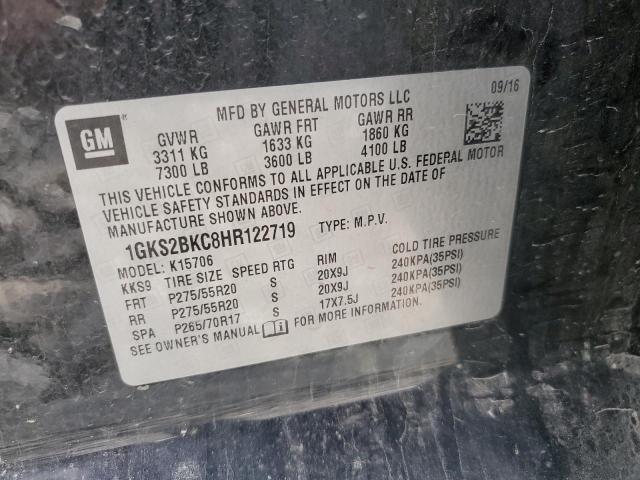 09/16
MFD BY GENERAL MOTORS LLC
GM
GVWR GAWR FRT GAWR RR
3311 KG 1633 KG 1860 KG
7300 LB 3600 LB 4100 LB
THIS VEHICLE CONFORMS TO ALL APPLICABLE U.S. FEDERAL MOTOR
VEHICLE SAFETY STANDARDS IN EFFECT ON THE DATE OF
MANUFACTURE SHOWN ABOVE.
1GKS2BKC8HR122719 TYPE: M.P.V.
MODEL: K15706
KKS9 TIRE SIZE SPEED RTG RIM COLD TIRE PRESSURE
FRT P275/55R20 S 20X9J 240KPA(35PSI)
RR P275/55R20 S 20X9J 240KPA(35PSI)
SPA P265/70R17 S 17X7.5J 240KPA(35PSI)
SEE OWNER'S MANUAL FOR MORE INFORMATION.